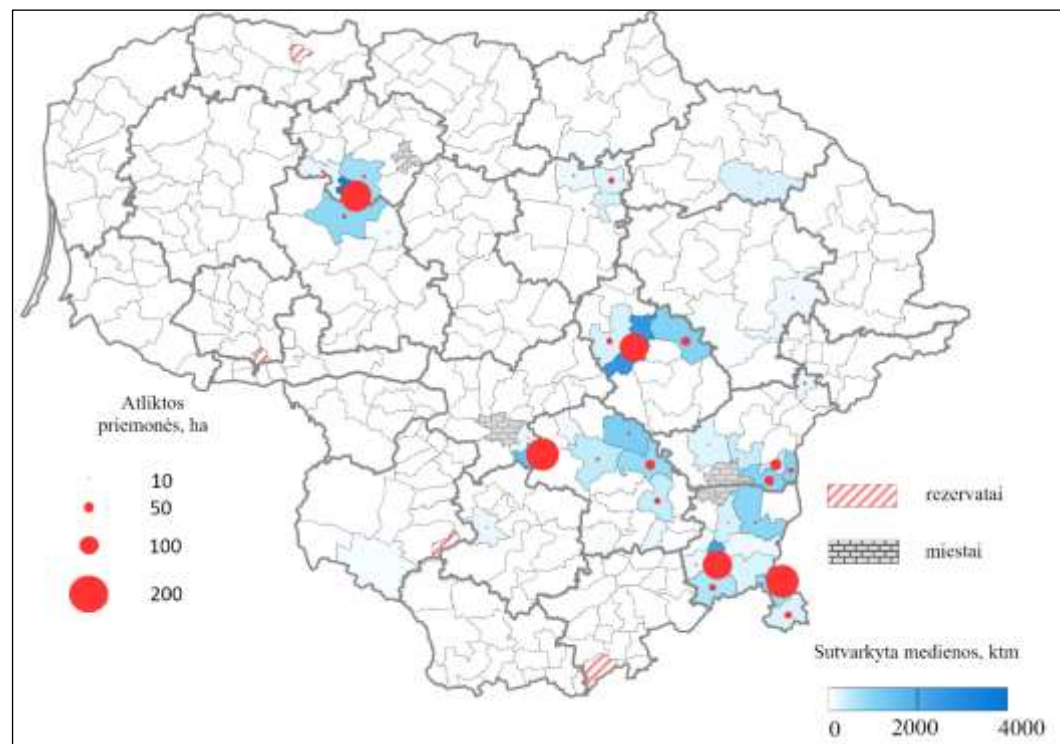 Atliktos
priemonės, ha
10
50
100
200
rezervatai
miestai
Sutvarkyta medienos, ktm
0 2000 4000